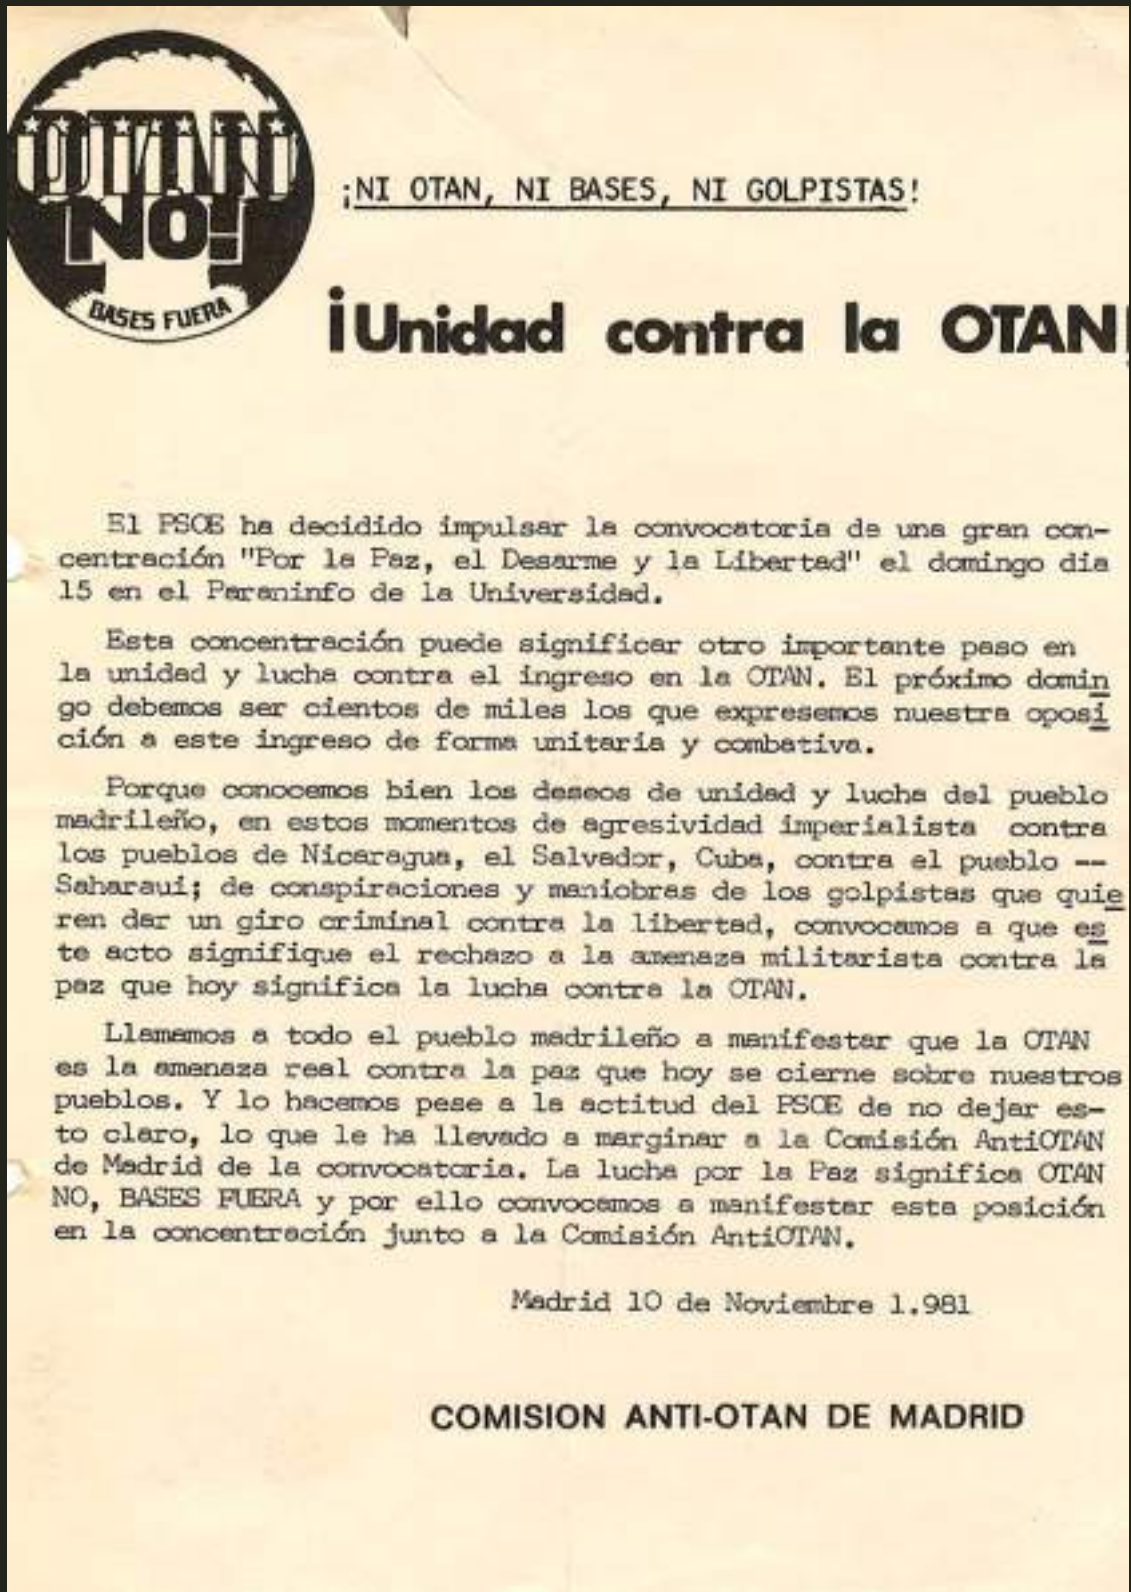 OTAN
NO!
BASES FUERA
¡NI OTAN, NI BASES, NI GOLPISTAS!
¡Unidad contra la OTAN!
El PSOE ha decidido impulsar la convocatoria de una gran con-
centración "Por la Paz, el Desarme y la Libertad" el domingo dia
15 en el Paraninfo de la Universidad.
Esta concentración puede significar otro importante paso en
la unidad y lucha contra el ingreso en la OTAN. El próximo domin
go debemos ser cientos de miles los que expresemos nuestra oposi
ción a este ingreso de forma unitaria y combativa.
Porque conocemos bien los deseos de unidad y lucha del pueblo
madrileño, en estos momentos de agresividad imperialista contra
los pueblos de Nicaragua, el Salvador, Cuba, contra el pueblo --
Saharaui; de conspiraciones y maniobras de los golpistas que quie
ren dar un giro criminal contra la libertad, convocamos a que es
te acto signifique el rechazo a la amenaza militarista contra la
paz que hoy significa la lucha contra la OTAN.
Llamamos a todo el pueblo madrileño a manifestar que la OTAN
es la amenaza real contra la paz que hoy se cierne sobre nuestros
pueblos. Y lo hacemos pese a la actitud del PSOE de no dejar es-
to claro, lo que le ha llevado a marginar a la Comisión AntiOTAN
de Madrid de la convocatoria. La lucha por la Paz significa OTAN
NO, BASES FUERA y por ello convocamos a manifestar esta posición
en la concentración junto a la Comisión AntiOTAN.
Madrid 10 de Noviembre 1.981
COMISION ANTI-OTAN DE MADRID